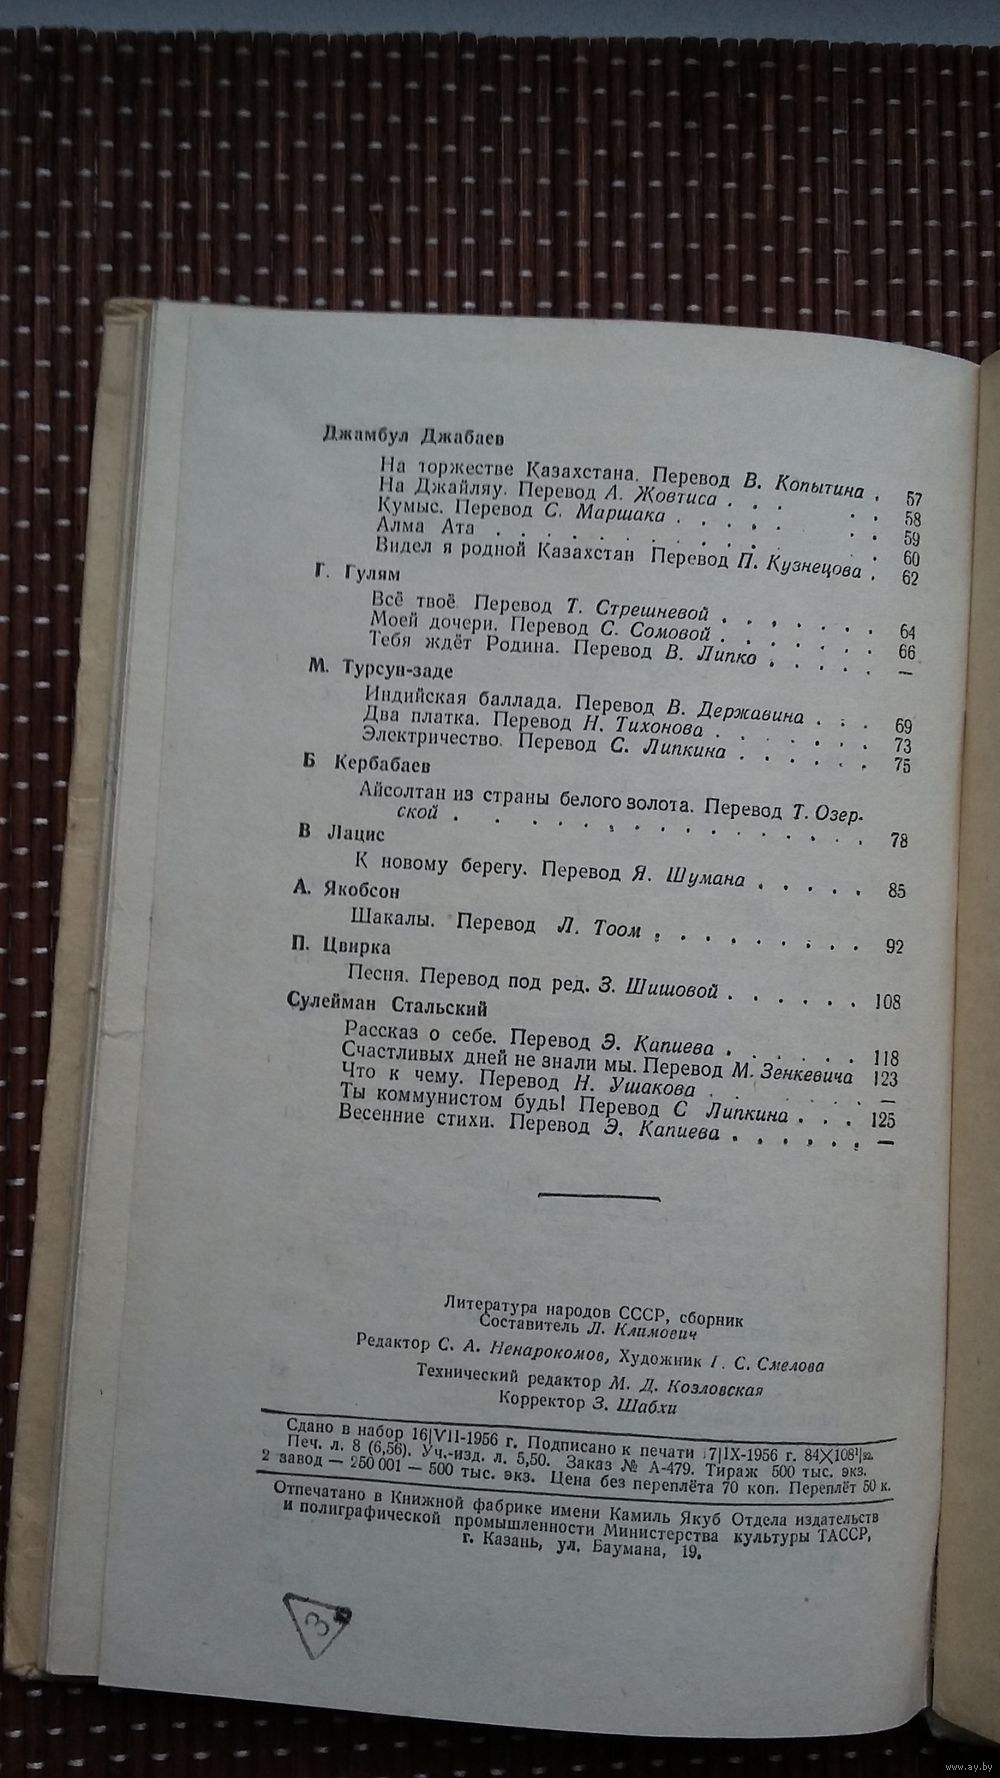 Джамбул Джабаев
На торжестве Казахстана. Перевод В. Копытина . 57
На Джайляу. Перевод А. Жовтиса . . . . . 58
Кумыс. Перевод С. Маршака . . . . . . . 59
Алма Ата . . . . . . . . . . 60
Видел я родной Казахстан Перевод П. Кузнецова . 62
Г. Гулям
Всё твоё. Перевод Т. Стрешневой . . . . . . . 64
Моей дочери. Перевод С. Сомовой . . . . . . . 66
Тебя ждёт Родина. Перевод В. Липко . . . . . —
М. Турсун-заде
Индийская баллада. Перевод В. Державина . . . 69
Два платка. Перевод Н. Тихонова . . . . . . . 73
Электричество. Перевод С. Липкина . . . . . . 75
Б Кербабаев
Айсолтан из страны белого золота. Перевод Т. Озер-
ской . . . . . . . . . . . . . . 78
В Лацис
К новому берегу. Перевод Я. Шумана . . . . . 85
А. Якобсон
Шакалы. Перевод Л. Тоом . . . . . . . . . 92
П. Цвирка
Песня. Перевод под ред. З. Шишовой . . . . . . 108
Сулейман Стальский
Рассказ о себе. Перевод Э. Капиева . . . . . . 118
Счастливых дней не знали мы. Перевод М. Зенкевича 123
Что к чему. Перевод Н. Ушакова . . . . . . —
Ты коммунистом будь! Перевод С Липкина . . . 125
Весенние стихи. Перевод Э. Капиева . . . . . . —
Литература народов СССР, сборник
Составитель Л. Климович
Редактор С. А. Ненарокомов, Художник Г. С. Смелова
Технический редактор М. Д. Козловская
Корректор З. Шабхи
Сдано в набор 16|VII-1956 г. Подписано к печати 17|IX-1956 г. 84×108¹|₃₂.
Печ. л. 8 (6,56). Уч.-изд. л. 5,50. Заказ № А-479. Тираж 500 тыс. экз.
2 завод — 250 001 — 500 тыс. экз. Цена без переплёта 70 коп. Переплёт 50 к.
Отпечатано в Книжной фабрике имени Камиль Якуб Отдела издательств
и полиграфической промышленности Министерства культуры ТАССР,
г. Казань, ул. Баумана, 19.
3
www.ay.by